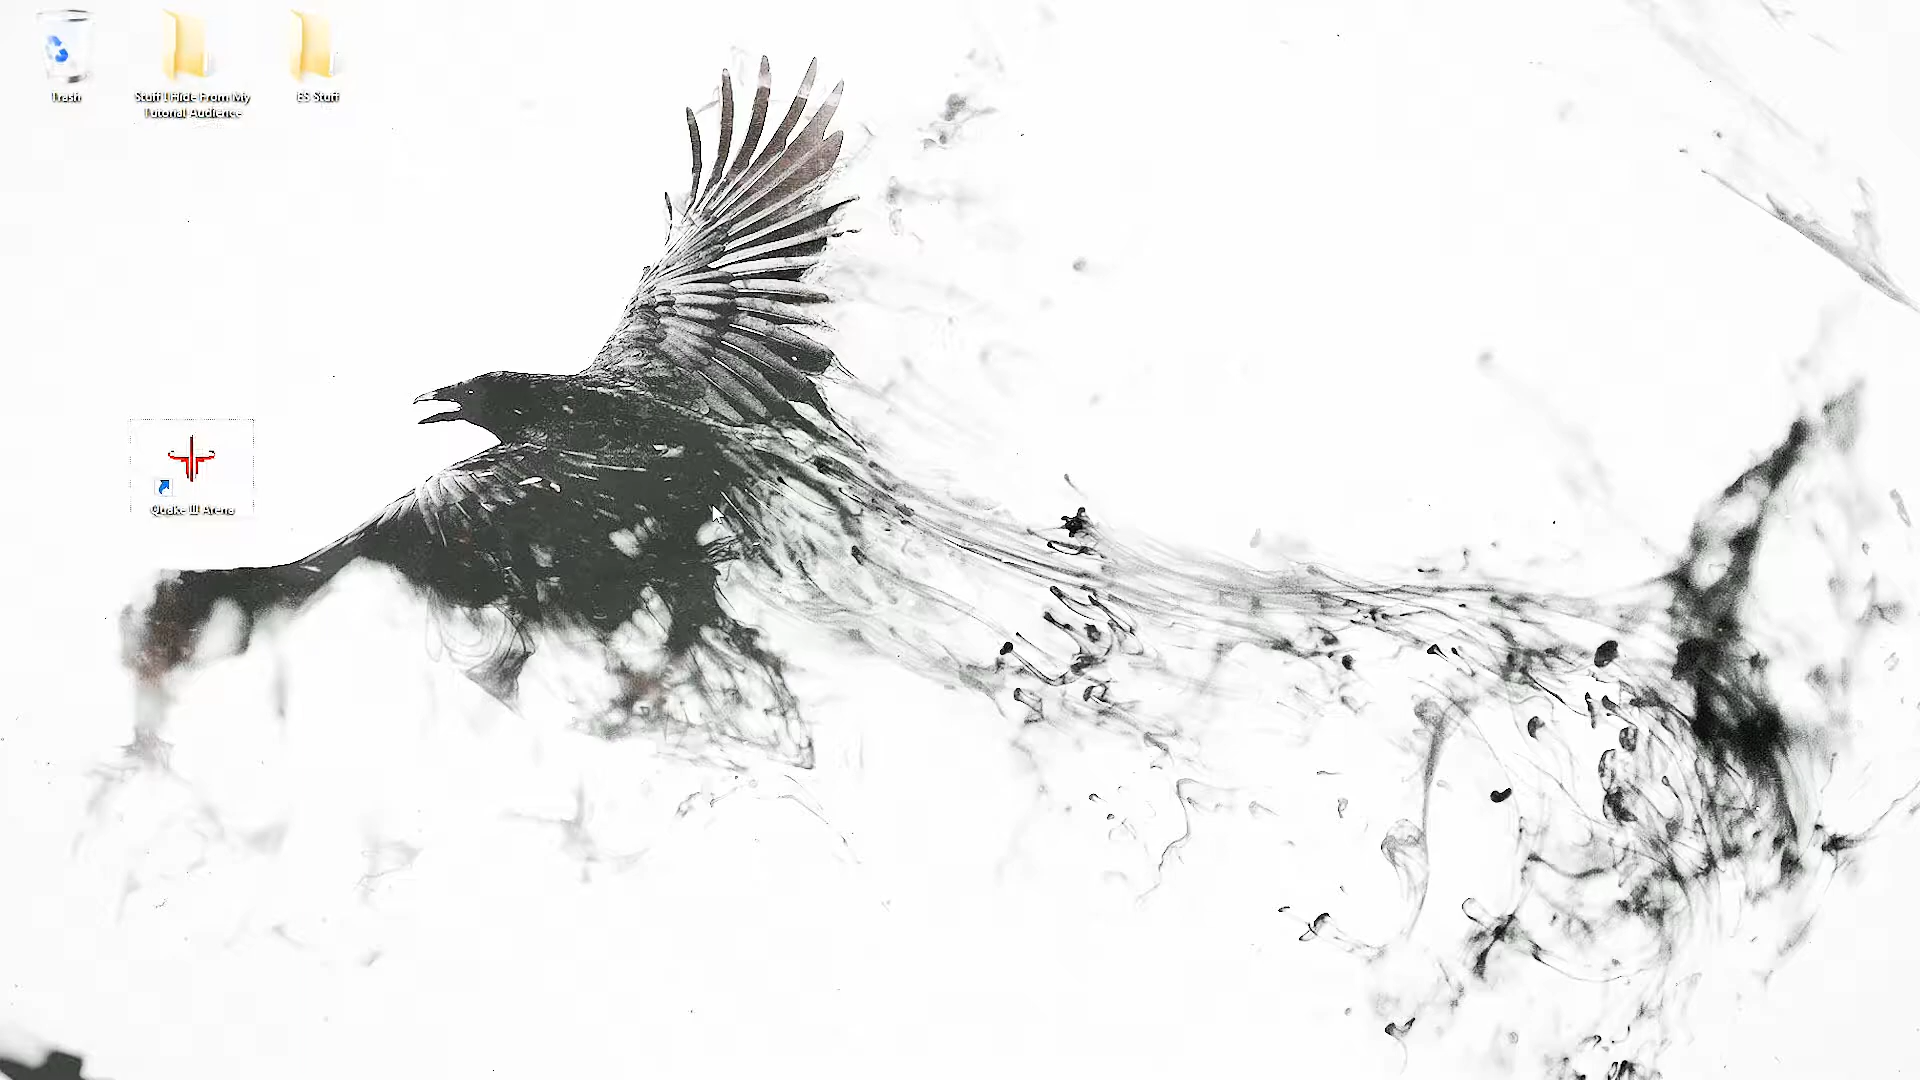 Trash
Stuff I Hide From My
Tutorial Audience
ES Stuff
Quake III Arena